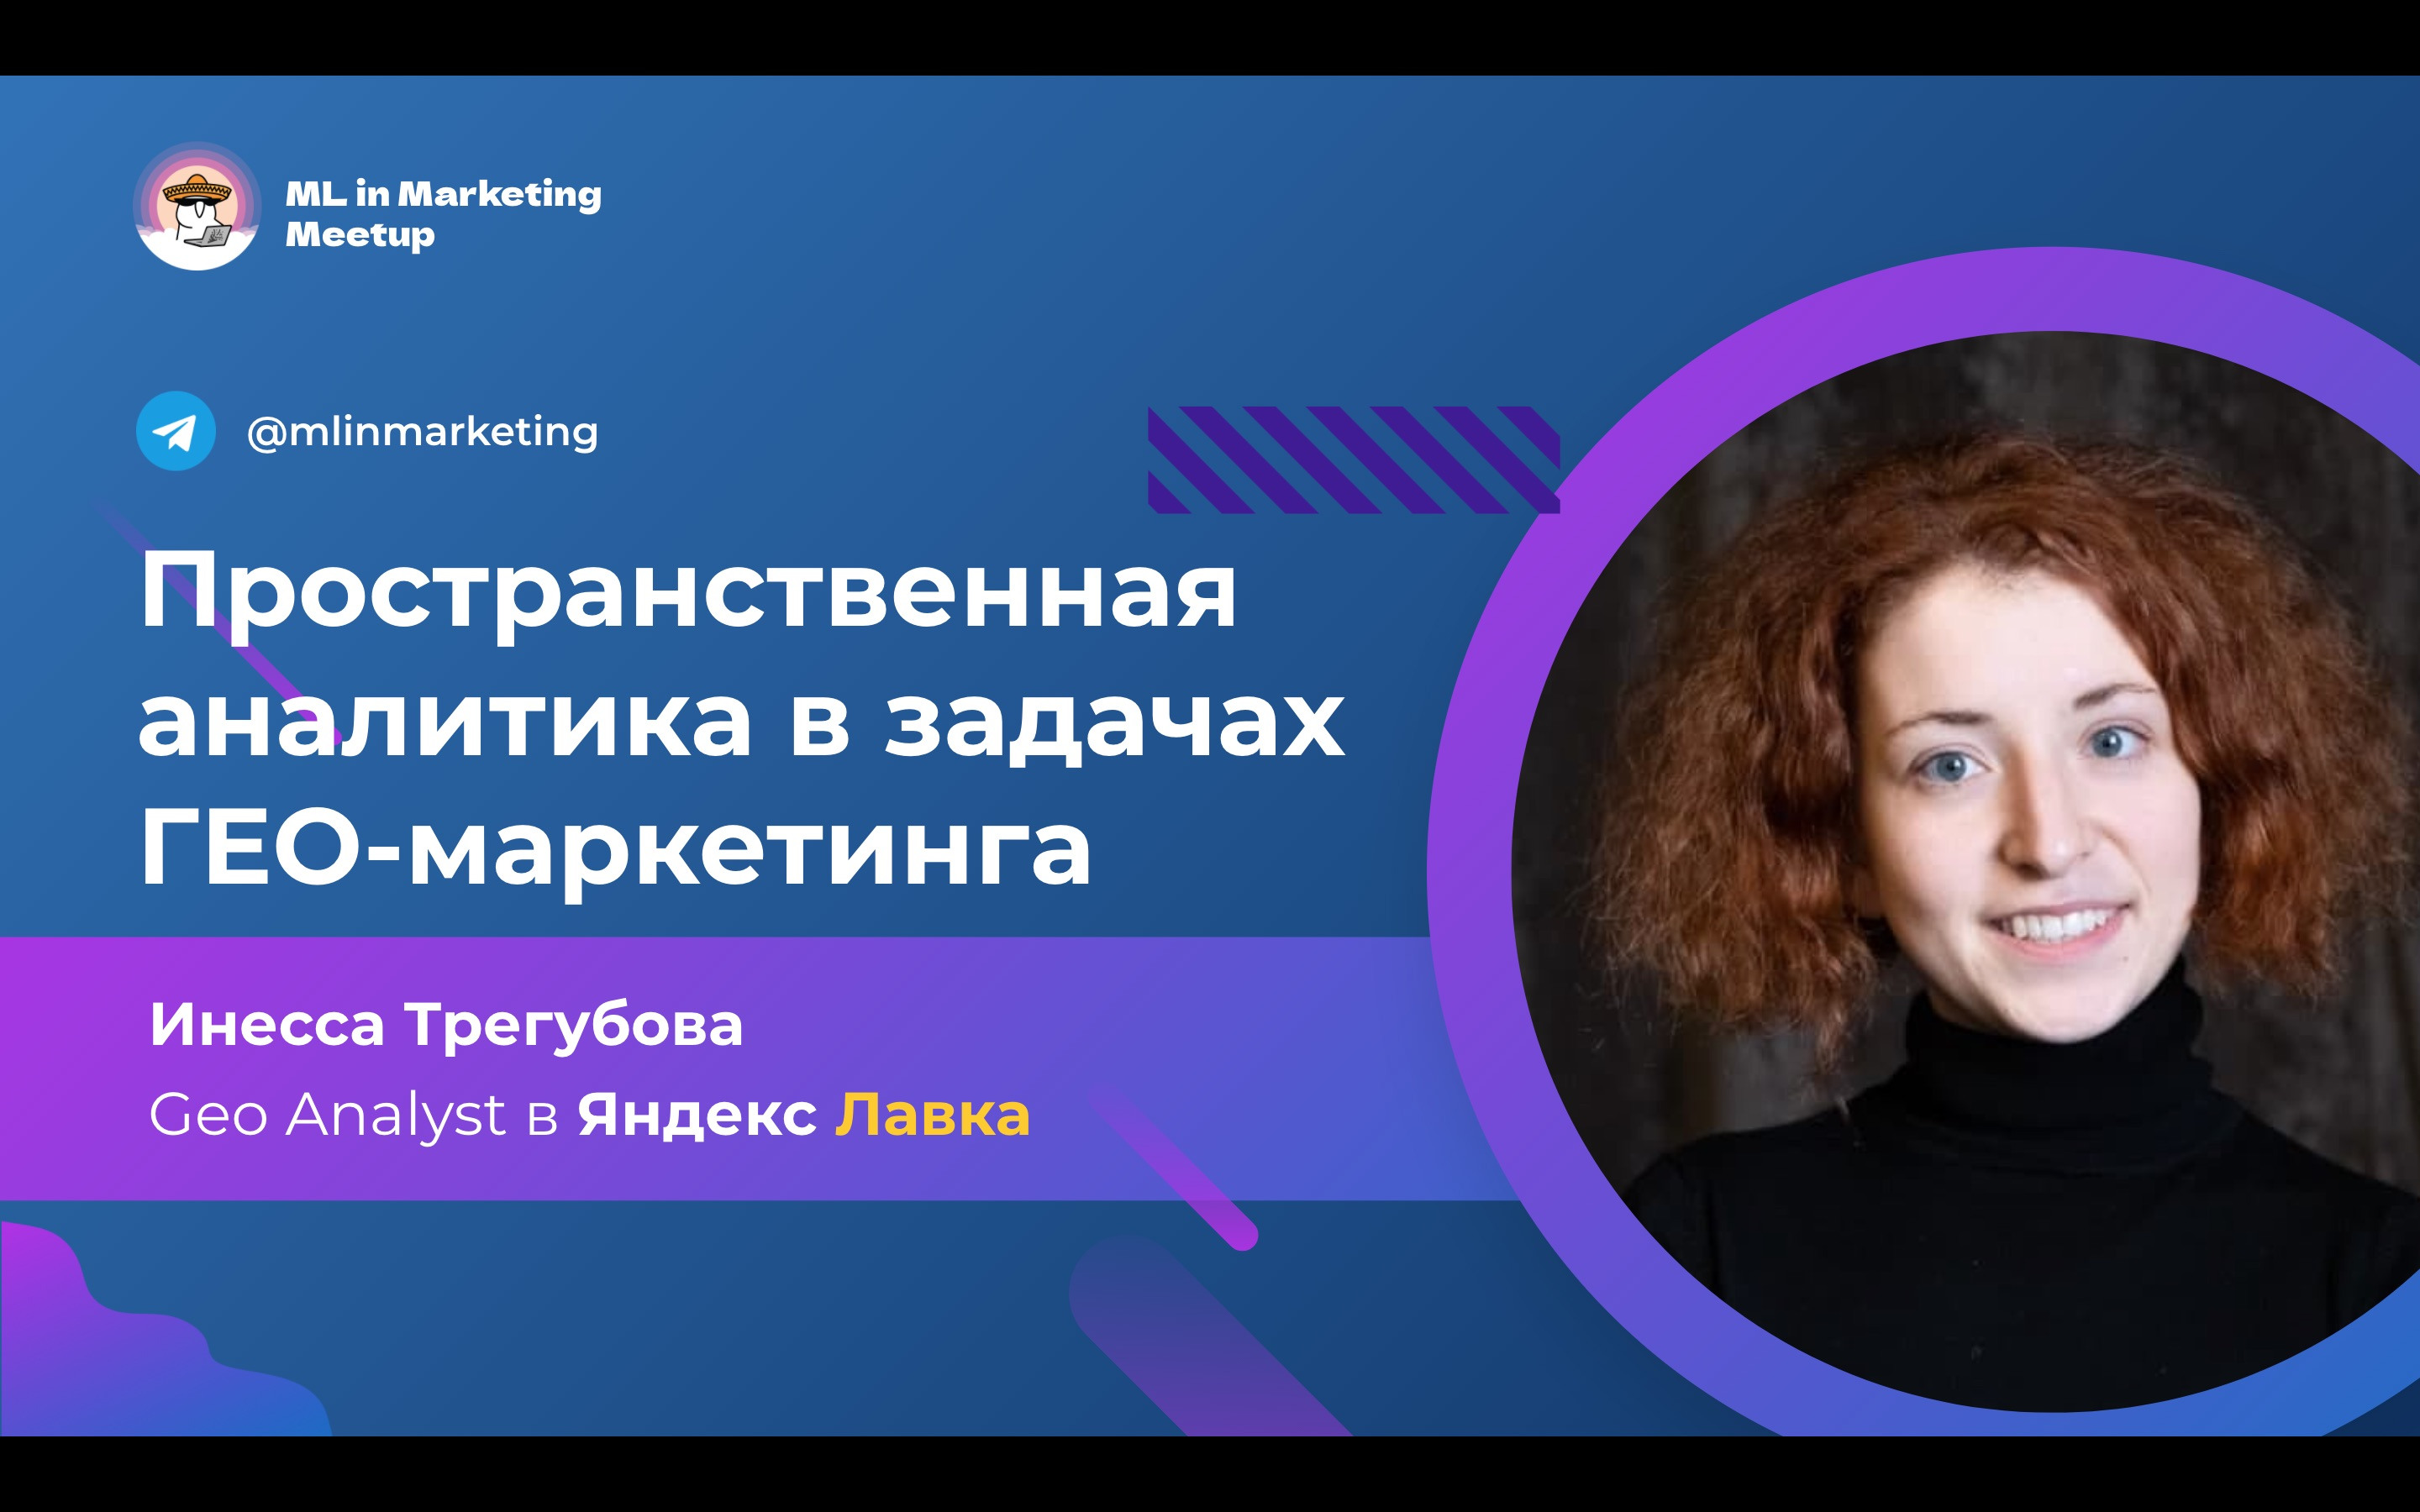 ML in Marketing
Meetup
@mlinmarketing
Пространственная
аналитика в задачах
ГЕО-маркетинга
Инесса Трегубова
Geo Analyst в Яндекс Лавка